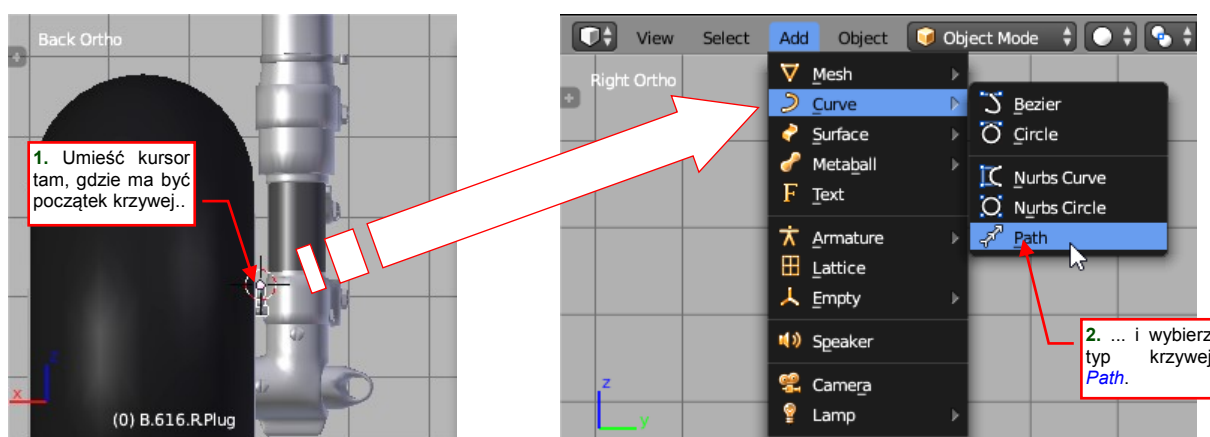 Back Ortho
1. Umieść kursor
tam, gdzie ma być
początek krzywej..
z
x
(0) B.616.R.Plug
View Select Add Object Object Mode
Right Ortho
Mesh
Curve
Surface
Metaball
Text
Armature
Lattice
Empty
Speaker
Camera
Lamp
Bezier
Circle
Nurbs Curve
Nurbs Circle
Path
2. ... i wybierz
typ krzywej
Path.
z
y